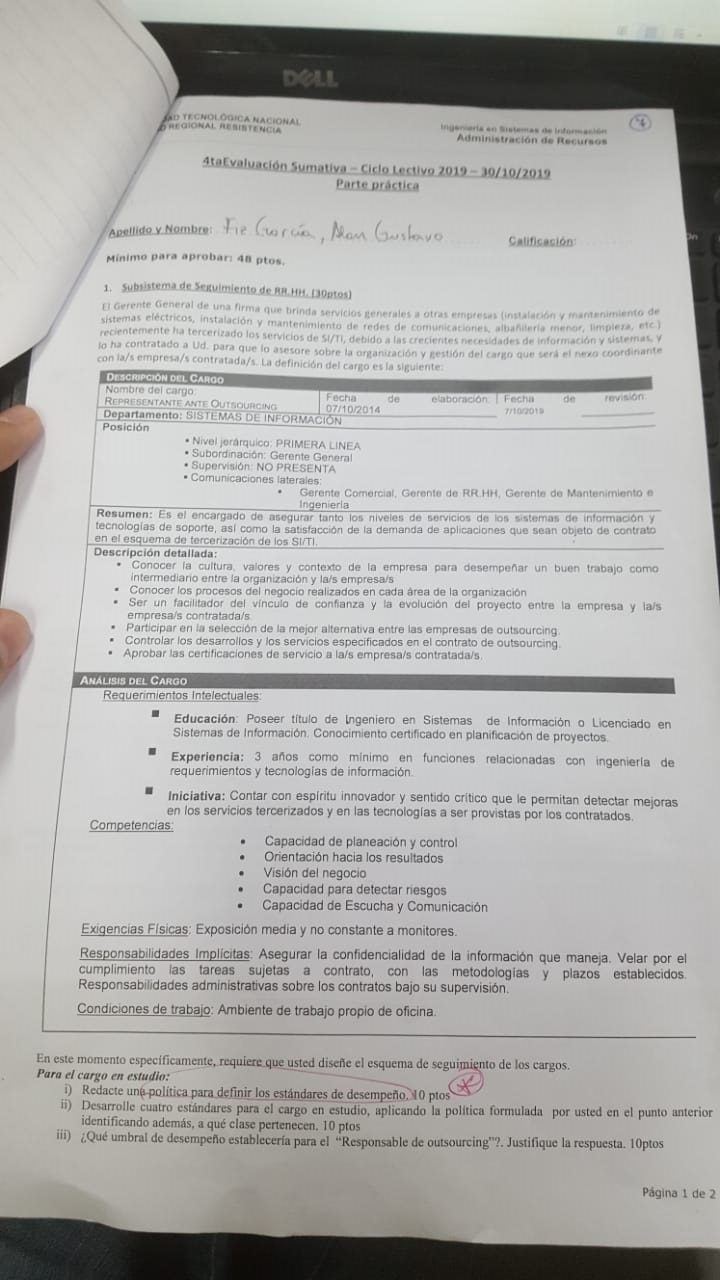 DELL
AD TECNOLÓGICA NACIONAL
REGIONAL RESISTENCIA
Ingeniería en Sistemas de Información
Administración de Recursos
4taEvaluación Sumativa – Ciclo Lectivo 2019 – 30/10/2019
Parte práctica
Apellido y Nombre: García, Alan Gustavo
Calificación:
Mínimo para aprobar: 48 ptos.
1. Subsistema de Seguimiento de RR.HH. (30ptos)
El Gerente General de una firma que brinda servicios generales a otras empresas (instalación y mantenimiento de
sistemas eléctricos, instalación y mantenimiento de redes de comunicaciones, albañilería menor, limpieza, etc.)
recientemente ha tercerizado los servicios de SI/TI, debido a las crecientes necesidades de información y sistemas, y
lo ha contratado a Ud. para que lo asesore sobre la organización y gestión del cargo que será el nexo coordinante
con la/s empresa/s contratada/s. La definición del cargo es la siguiente:
DESCRIPCIÓN DEL CARGO
Nombre del cargo:
REPRESENTANTE ANTE OUTSOURCING
Fecha de elaboración:
07/10/2014
Fecha de revisión:
7/10/2019
Departamento: SISTEMAS DE INFORMACIÓN
Posición
• Nivel jerárquico: PRIMERA LINEA
• Subordinación: Gerente General
• Supervisión: NO PRESENTA
• Comunicaciones laterales:
• Gerente Comercial, Gerente de RR.HH, Gerente de Mantenimiento e
Ingeniería
Resumen: Es el encargado de asegurar tanto los niveles de servicios de los sistemas de información y
tecnologías de soporte, así como la satisfacción de la demanda de aplicaciones que sean objeto de contrato
en el esquema de tercerización de los SI/TI.
Descripción detallada:
• Conocer la cultura, valores y contexto de la empresa para desempeñar un buen trabajo como
intermediario entre la organización y la/s empresa/s
• Conocer los procesos del negocio realizados en cada área de la organización
• Ser un facilitador del vínculo de confianza y la evolución del proyecto entre la empresa y la/s
empresa/s contratada/s.
• Participar en la selección de la mejor alternativa entre las empresas de outsourcing.
• Controlar los desarrollos y los servicios especificados en el contrato de outsourcing.
• Aprobar las certificaciones de servicio a la/s empresa/s contratada/s.
ANÁLISIS DEL CARGO
Requerimientos Intelectuales:
■ Educación: Poseer título de Ingeniero en Sistemas de Información o Licenciado en
Sistemas de Información. Conocimiento certificado en planificación de proyectos.
■ Experiencia: 3 años como mínimo en funciones relacionadas con ingeniería de
requerimientos y tecnologías de información.
■ Iniciativa: Contar con espíritu innovador y sentido crítico que le permitan detectar mejoras
en los servicios tercerizados y en las tecnologías a ser provistas por los contratados.
Competencias:
• Capacidad de planeación y control
• Orientación hacia los resultados
• Visión del negocio
• Capacidad para detectar riesgos
• Capacidad de Escucha y Comunicación
Exigencias Físicas: Exposición media y no constante a monitores.
Responsabilidades Implícitas: Asegurar la confidencialidad de la información que maneja. Velar por el
cumplimiento las tareas sujetas a contrato, con las metodologías y plazos establecidos.
Responsabilidades administrativas sobre los contratos bajo su supervisión.
Condiciones de trabajo: Ambiente de trabajo propio de oficina.
En este momento específicamente, requiere que usted diseñe el esquema de seguimiento de los cargos.
Para el cargo en estudio:
i) Redacte una política para definir los estándares de desempeño. 10 ptos
ii) Desarrolle cuatro estándares para el cargo en estudio, aplicando la política formulada por usted en el punto anterior
identificando además, a qué clase pertenecen. 10 ptos
iii) ¿Qué umbral de desempeño establecería para el “Responsable de outsourcing”?. Justifique la respuesta. 10ptos
Página 1 de 2